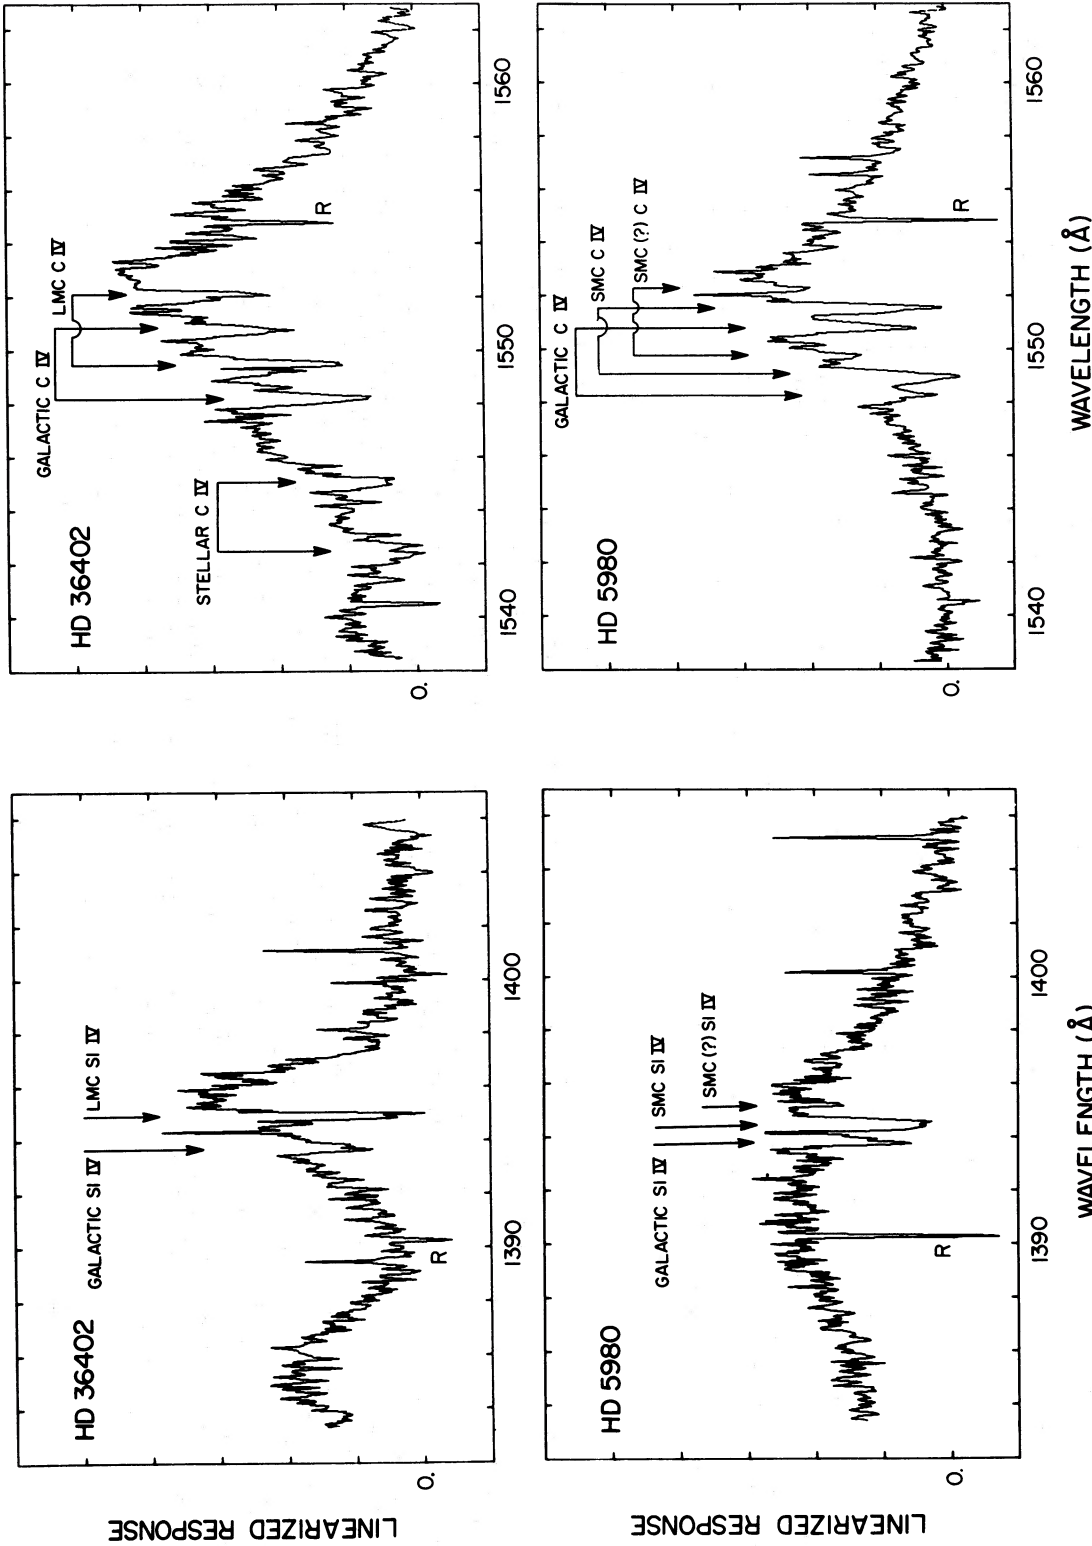 LINEARIZED RESPONSE
HD 36402
GALACTIC SI IV
LMC SI IV
R
0.
1390
1400
HD 36402
STELLAR C IV
GALACTIC C IV
LMC C IV
R
0.
1540
1550
1560
LINEARIZED RESPONSE
HD 5980
GALACTIC SI IV
SMC SI IV
SMC (?) SI IV
R
0.
1390
1400
WAVELENGTH (Å)
HD 5980
GALACTIC C IV
SMC C IV
SMC (?) C IV
R
0.
1540
1550
1560
WAVELENGTH (Å)